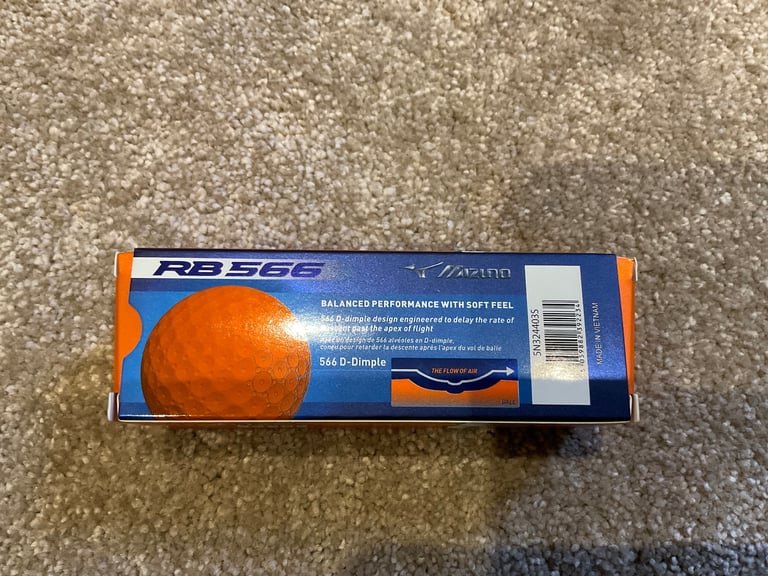 RB 566
MIZUNO
BALANCED PERFORMANCE WITH SOFT FEEL
566 D-dimple design engineered to delay the rate of
descent past the apex of flight
Avec un design de 566 alvéoles en D-dimple,
conçu pour retarder la descente après l'apex du vol de balle
566 D-Dimple
THE FLOW OF AIR
5NJ24403S
MADE IN VIETNAM